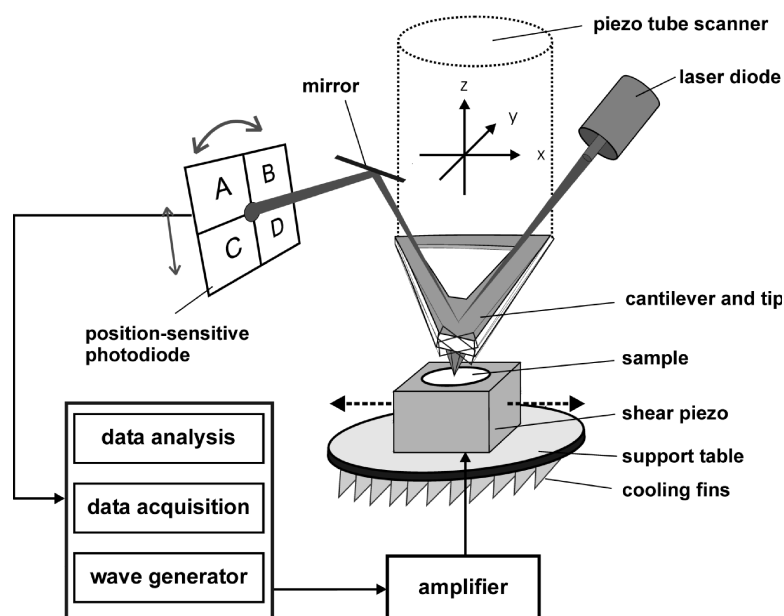 piezo tube scanner
laser diode
mirror
z
y
x
A
B
C
D
cantilever and tip
position-sensitive
photodiode
sample
shear piezo
support table
cooling fins
data analysis
data acquisition
wave generator
amplifier